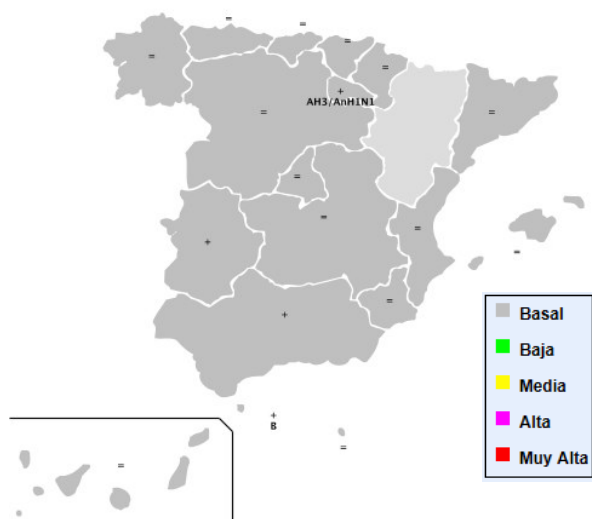 =
=
=
=
=
+
AH3/AnH1N1
=
=
=
=
=
+
=
=
+
=
+
B
=
=
Basal
Baja
Media
Alta
Muy Alta